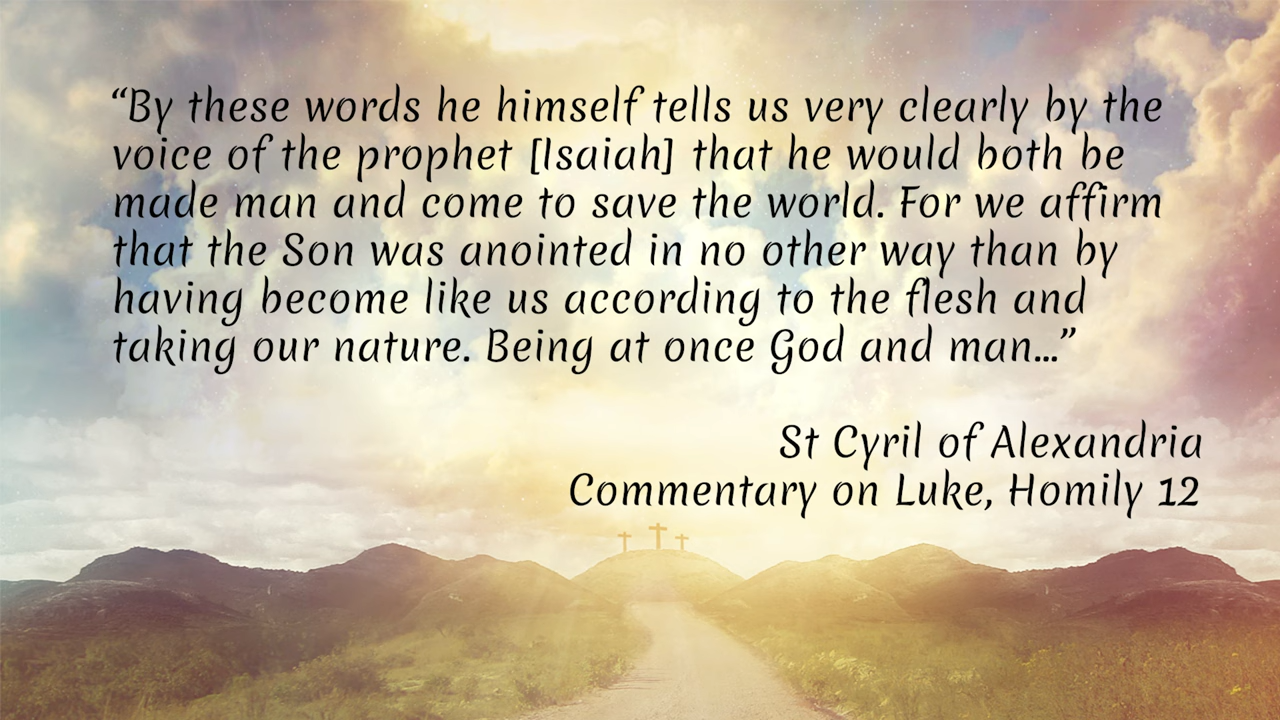 “By these words he himself tells us very clearly by the
voice of the prophet [Isaiah] that he would both be
made man and come to save the world. For we affirm
that the Son was anointed in no other way than by
having become like us according to the flesh and
taking our nature. Being at once God and man...”
St Cyril of Alexandria
Commentary on Luke, Homily 12